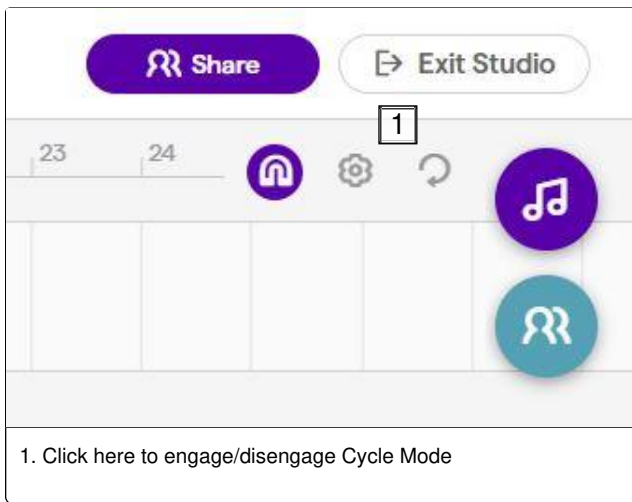 Share
Exit Studio
1
23
24
1. Click here to engage/disengage Cycle Mode